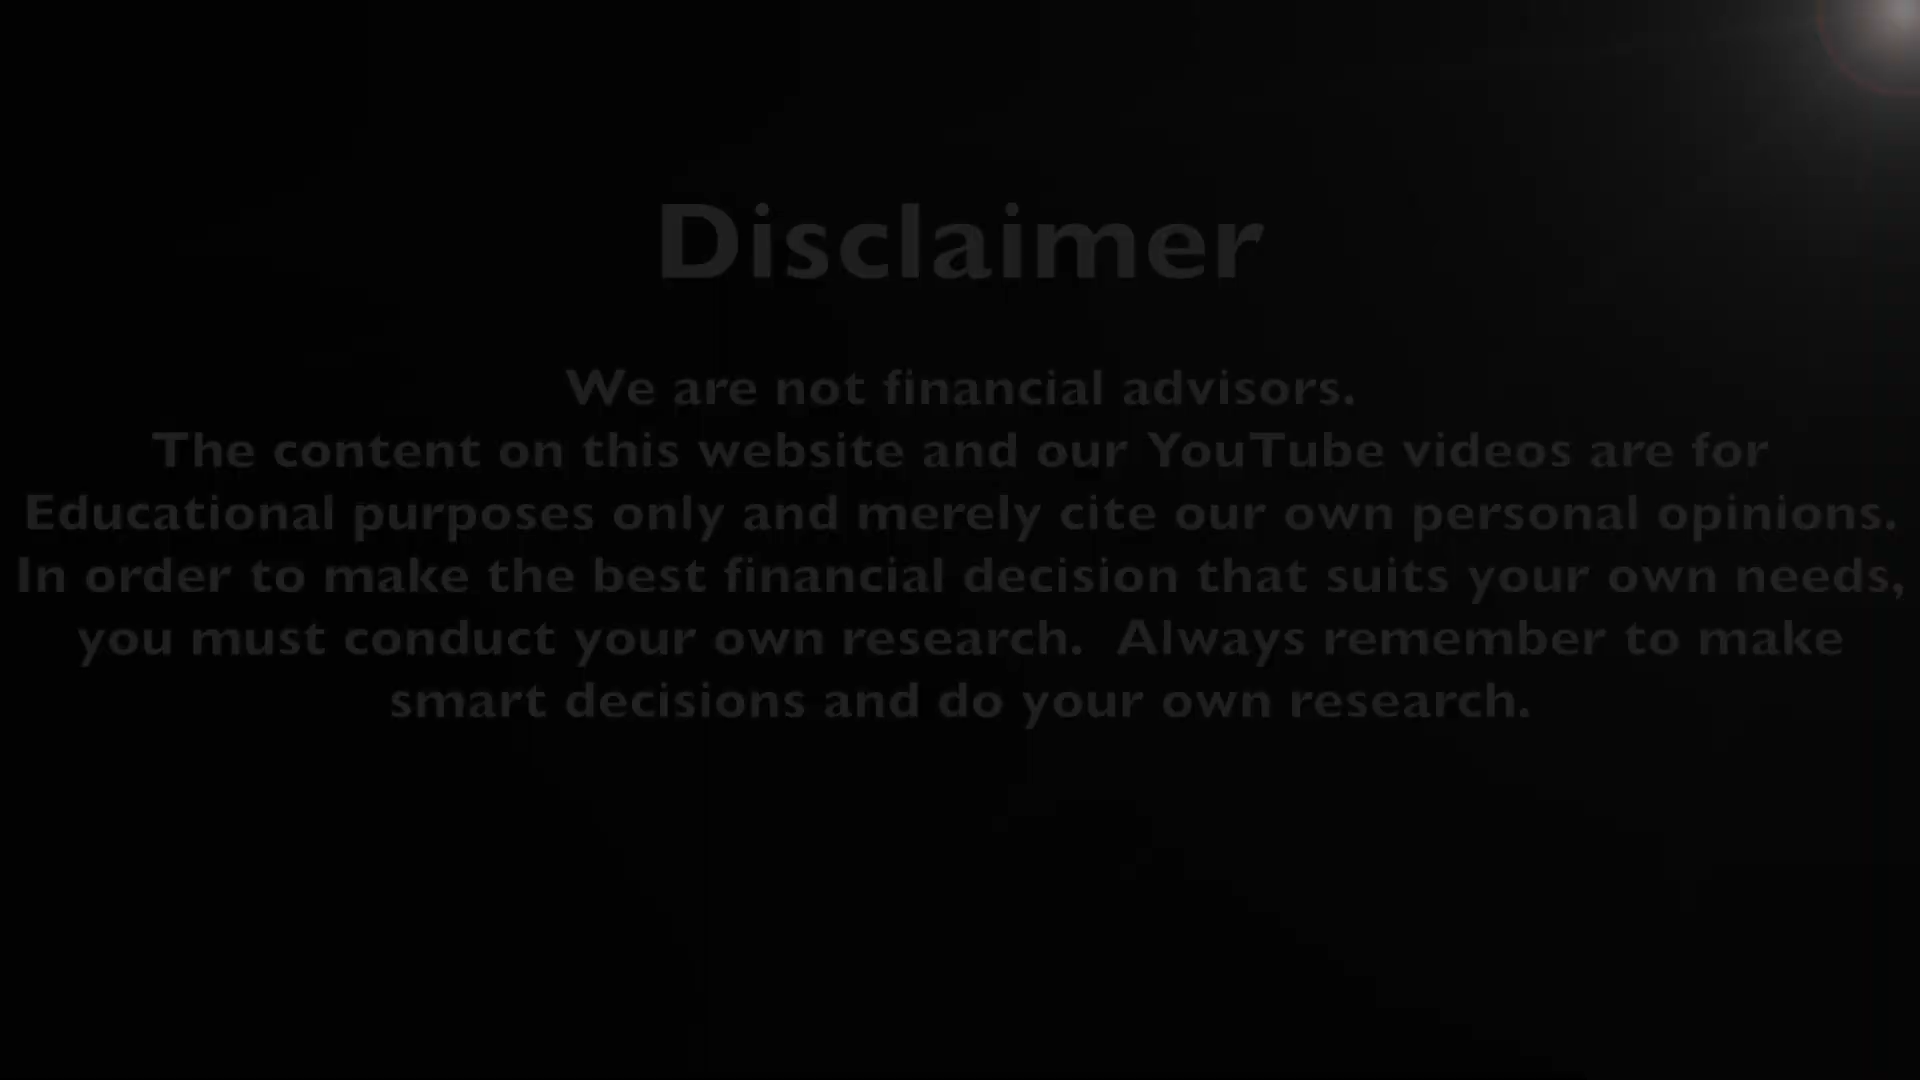 Disclaimer
We are not financial advisors.
The content on this website and our YouTube videos are for
Educational purposes only and merely cite our own personal opinions.
In order to make the best financial decision that suits your own needs,
you must conduct your own research.  Always remember to make
smart decisions and do your own research.